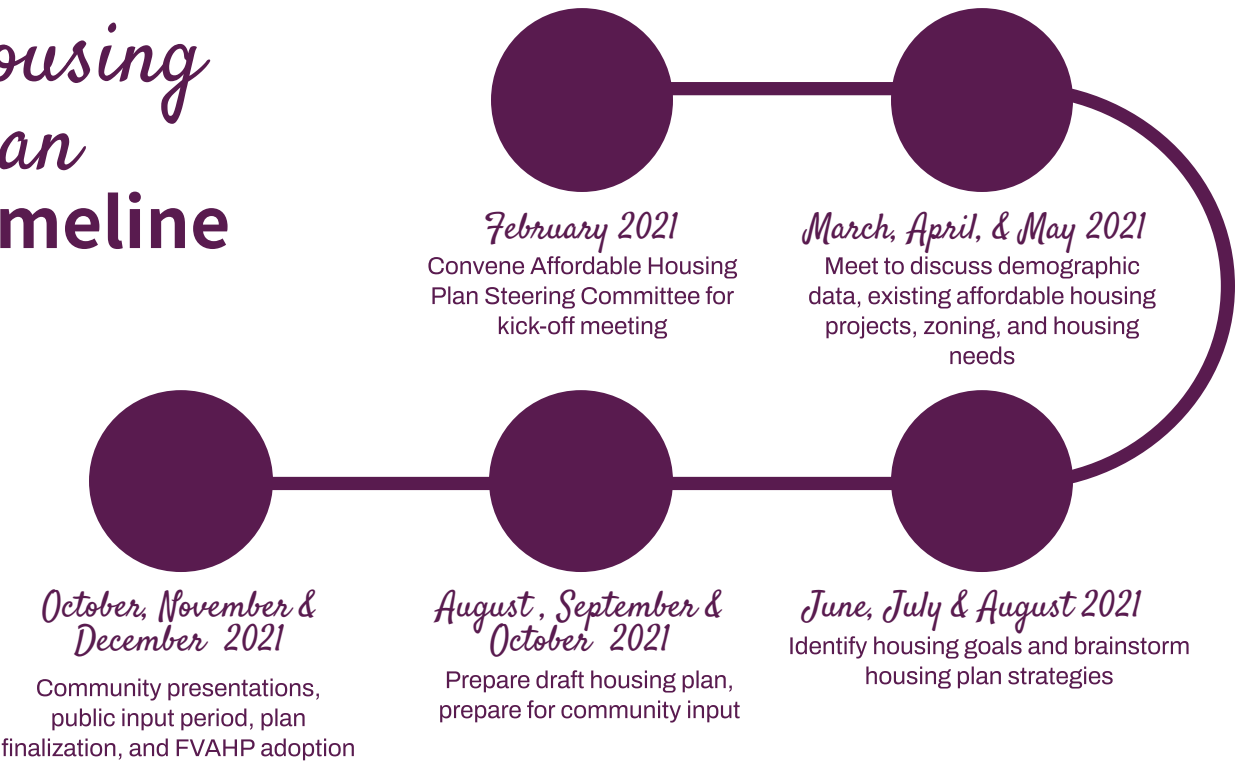 ousing
an
meline
February 2021
Convene Affordable Housing
Plan Steering Committee for
kick-off meeting
March, April, & May 2021
Meet to discuss demographic
data, existing affordable housing
projects, zoning, and housing
needs
June, July & August 2021
Identify housing goals and brainstorm
housing plan strategies
August , September &
October 2021
Prepare draft housing plan,
prepare for community input
October, November &
December 2021
Community presentations,
public input period, plan
finalization, and FVAHP adoption